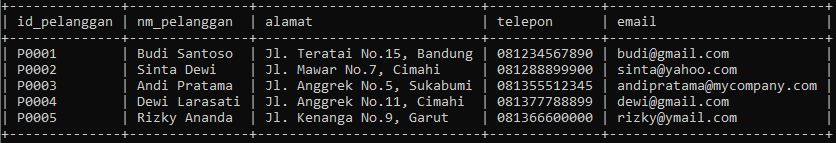 +--------------+---------------+---------------------------+--------------+--------------------------+
| id_pelanggan | nm_pelanggan | alamat | telepon | email |
+--------------+---------------+---------------------------+--------------+--------------------------+
| P0001 | Budi Santoso | Jl. Teratai No.15, Bandung | 081234567890 | budi@gmail.com |
| P0002 | Sinta Dewi | Jl. Mawar No.7, Cimahi | 081288899900 | sinta@yahoo.com |
| P0003 | Andi Pratama | Jl. Anggrek No.5, Sukabumi | 081355512345 | andipratama@mycompany.com |
| P0004 | Dewi Larasati | Jl. Anggrek No.11, Cimahi | 081377788899 | dewi@gmail.com |
| P0005 | Rizky Ananda | Jl. Kenanga No.9, Garut | 081366600000 | rizky@ymail.com |
+--------------+---------------+---------------------------+--------------+--------------------------+